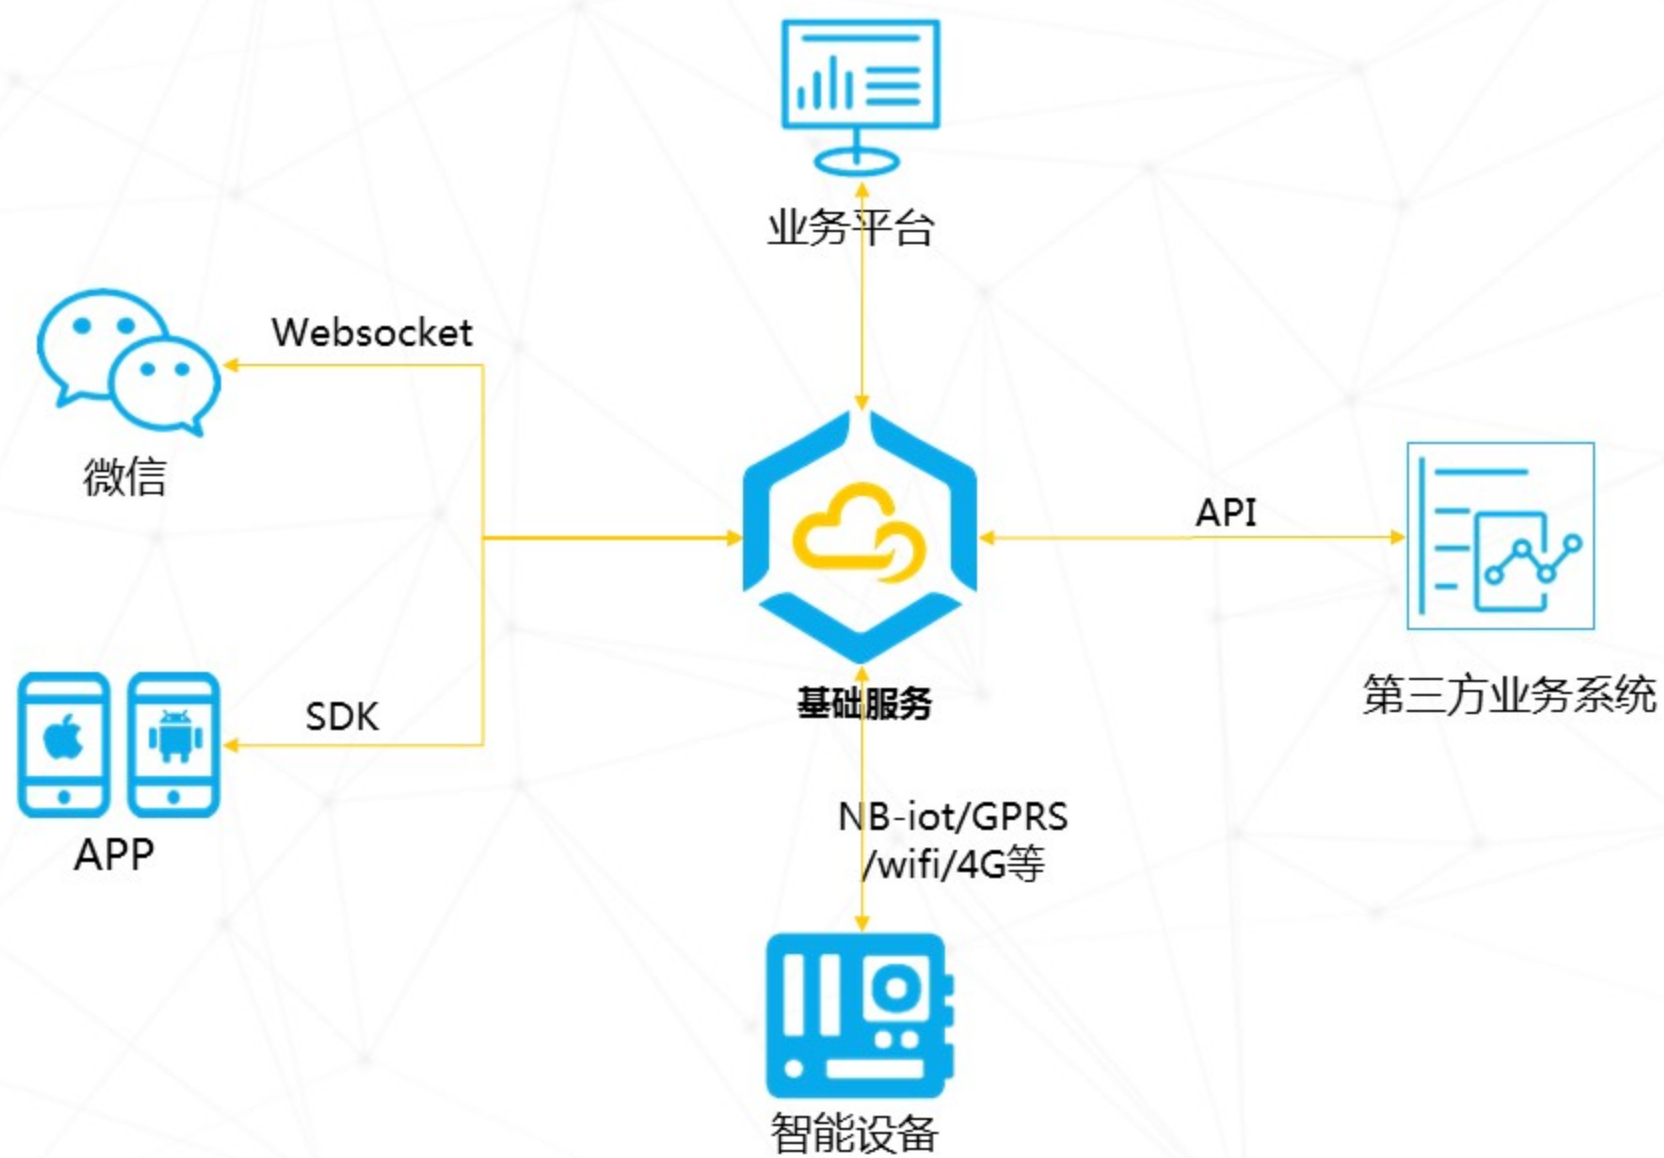 业务平台
Websocket
微信
API
基础服务
第三方业务系统
SDK
APP
NB-iot/GPRS
/wifi/4G等
智能设备